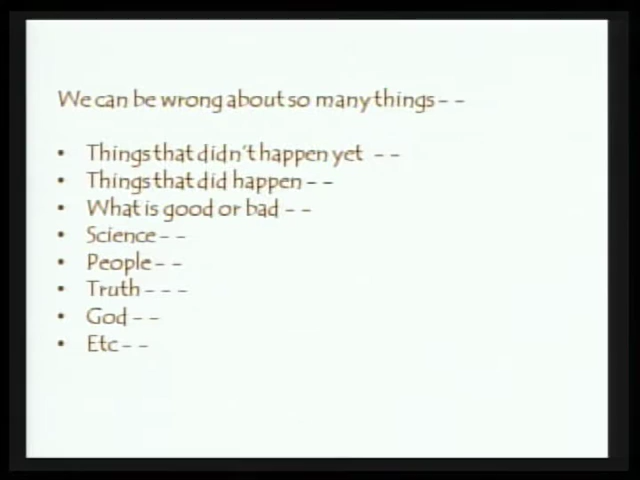 We can be wrong about so many things - -
• Things that didn't happen yet - -
• Things that did happen - -
• What is good or bad - -
• Science - -
• People - -
• Truth - - -
• God - -
• Etc - -